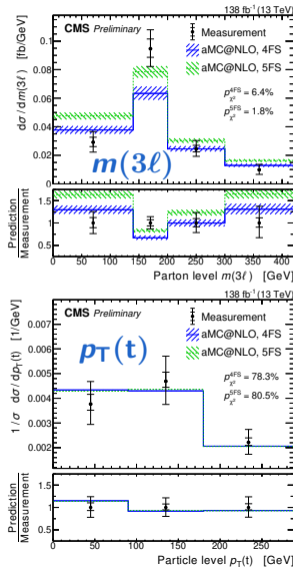 138 fb⁻¹ (13 TeV)
CMS Preliminary
Measurement
aMC@NLO, 4FS
aMC@NLO, 5FS
p^4FS_χ² = 6.4%
p^5FS_χ² = 1.8%
m(3ℓ)
dσ/dm(3ℓ) [fb/GeV]
0.1
0.08
0.06
0.04
0.02
0
Prediction
Measurement
1.5
1
0.5
0 50 100 150 200 250 300 350 400
Parton level m(3ℓ) [GeV]
138 fb⁻¹ (13 TeV)
CMS Preliminary
Measurement
aMC@NLO, 4FS
aMC@NLO, 5FS
p^4FS_χ² = 78.3%
p^5FS_χ² = 80.5%
pT(t)
1/σ dσ/dpT(t) [1/GeV]
0.007
0.006
0.005
0.004
0.003
0.002
Prediction
Measurement
1.5
1
0.5
0 50 100 150 200 250
Particle level pT(t) [GeV]